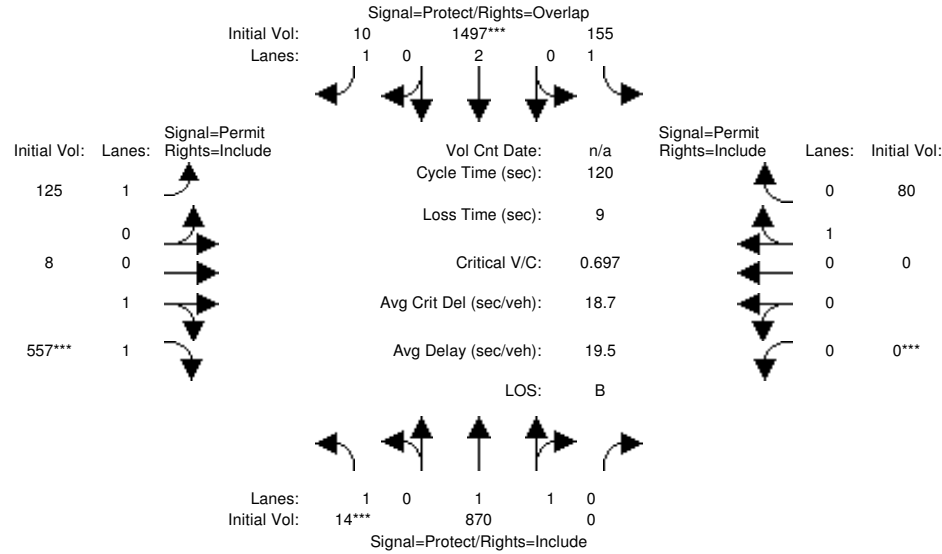 Signal=Protect/Rights=Overlap
Initial Vol: 10 1497*** 155
Lanes: 1 0 2 0 1
Signal=Permit Signal=Permit
Initial Vol: Lanes: Rights=Include Vol Cnt Date: n/a Rights=Include Lanes: Initial Vol:
Cycle Time (sec): 120
125 1 0 80
Loss Time (sec): 9
0 1
8 0 Critical V/C: 0.697 0 0
1 Avg Crit Del (sec/veh): 18.7 0
557*** 1 Avg Delay (sec/veh): 19.5 0 0***
LOS: B
Lanes: 1 0 1 1 0
Initial Vol: 14*** 870 0
Signal=Protect/Rights=Include